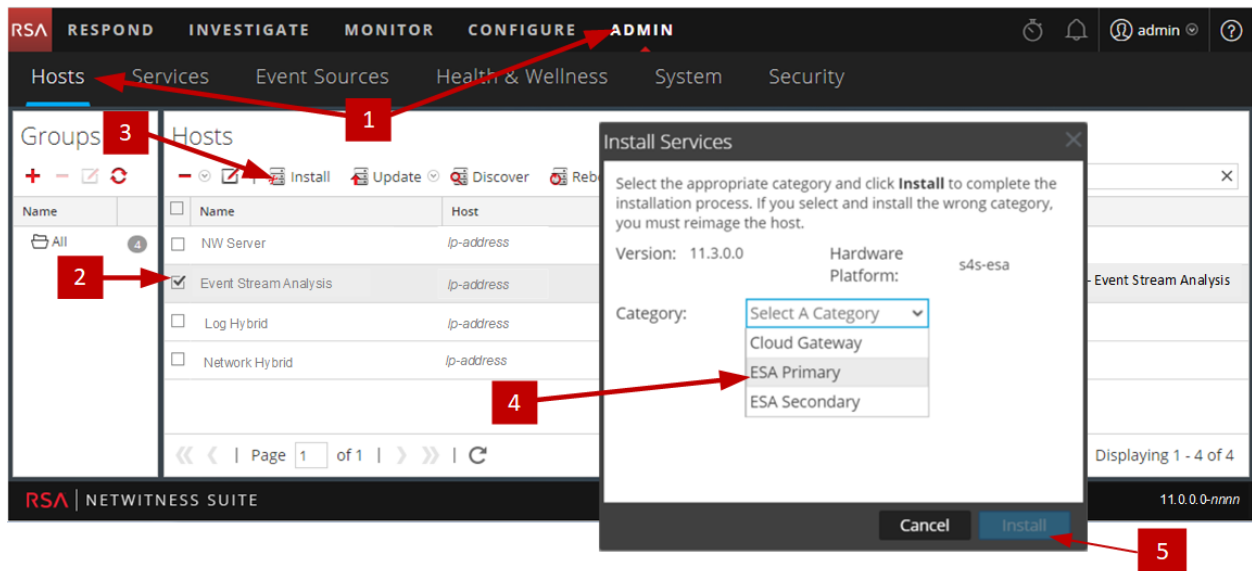 RSA RESPOND INVESTIGATE MONITOR CONFIGURE ADMIN admin ?
Hosts Services Event Sources Health & Wellness System Security
1
Groups
3
Hosts
Install Update Discover Rebo
Name
Name Host
All 4
NW Server Ip-address
2
Event Stream Analysis Ip-address - Event Stream Analysis
Log Hybrid Ip-address
Network Hybrid Ip-address
Page 1 of 1
Displaying 1 - 4 of 4
Install Services
Select the appropriate category and click Install to complete the
installation process. If you select and install the wrong category,
you must reimage the host.
Version: 11.3.0.0 Hardware Platform: s4s-esa
Category: Select A Category
Cloud Gateway
ESA Primary
ESA Secondary
4
Cancel Install
5
RSA NETWITNESS SUITE
11.0.0.0-nnnn